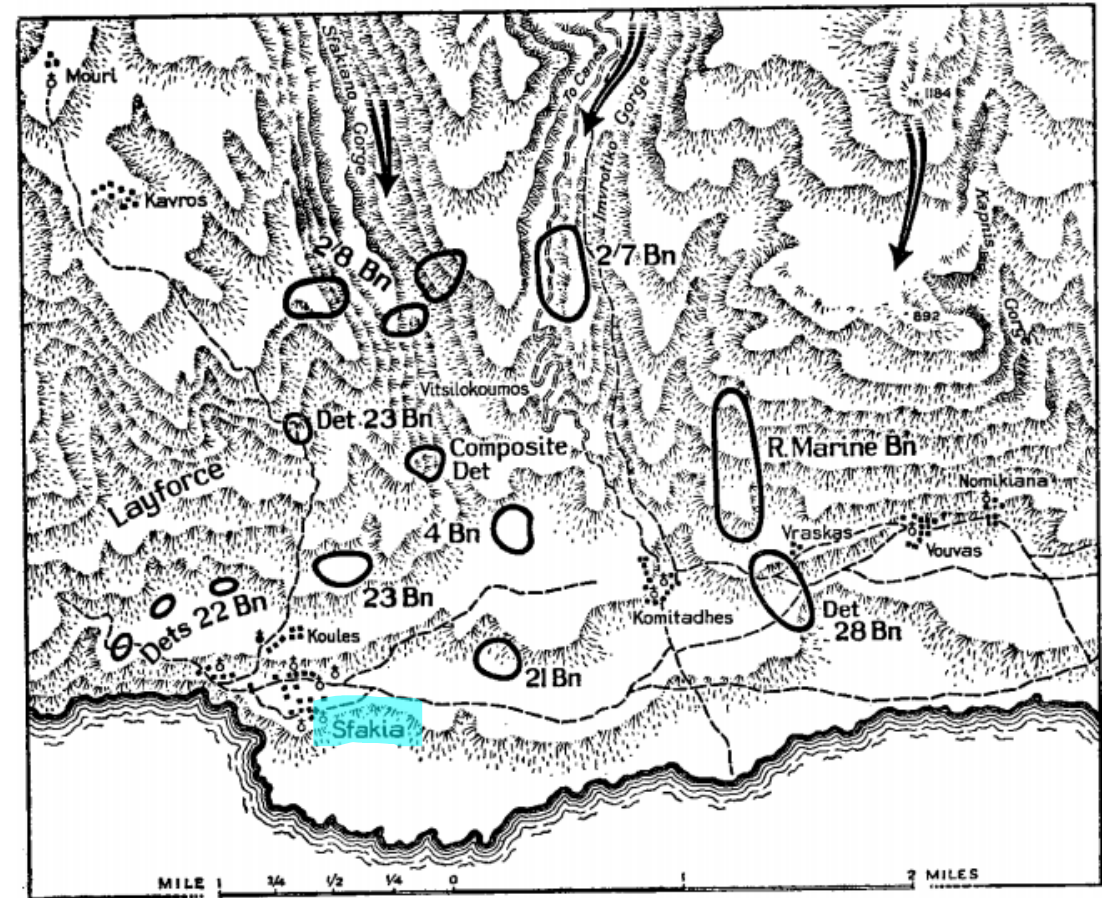 Mouri
Kavros
Sfakiano
Gorge
To Canea
Imvrotiko Gorge
1184
Kapnis
Gorge
892
2/8 Bn
2/7 Bn
Vitsilokoumos
Det 23 Bn
Composite
Det
R. Marine Bn
Nomikiana
Layforce
4 Bn
Vraskas
Vouvas
23 Bn
Dets 22 Bn
Komitadhes
Det
28 Bn
Koules
21 Bn
Sfakia
MILE 1 3/4 1/2 1/4 0 1 2 MILES